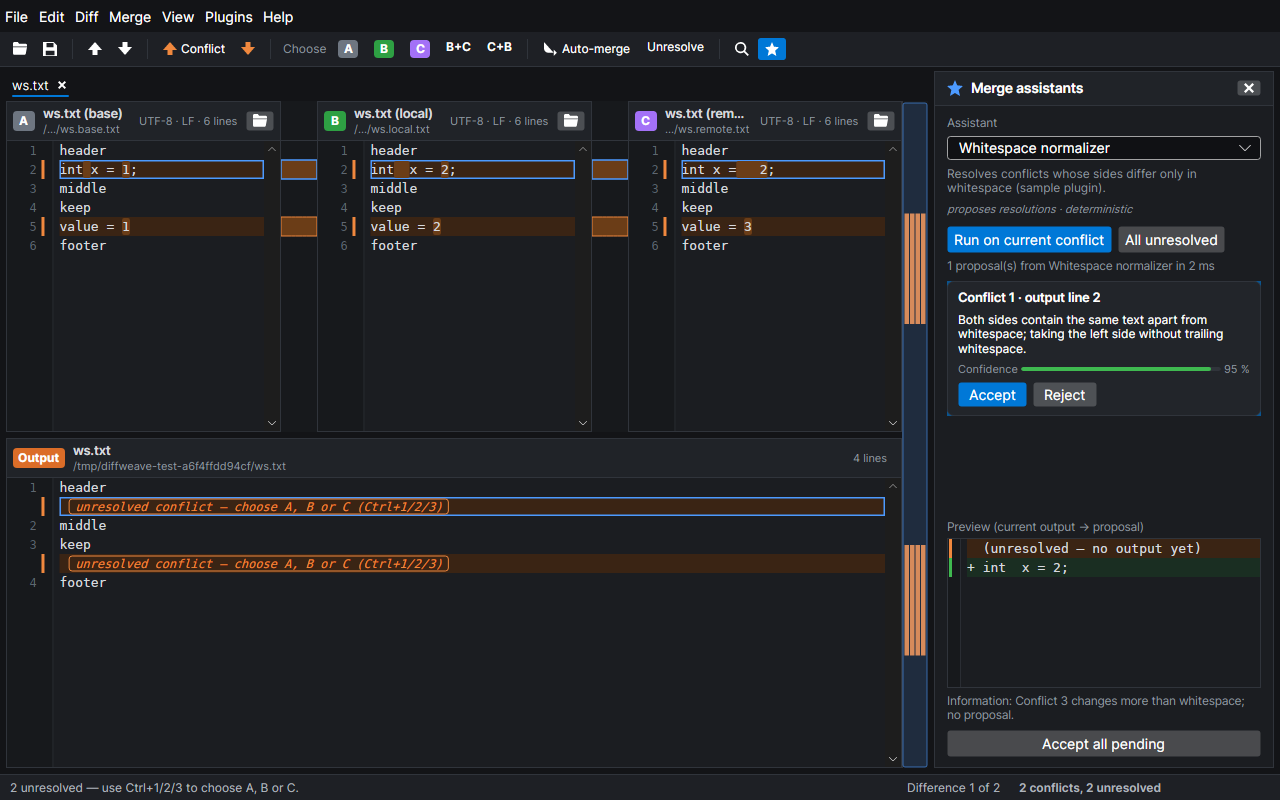 File Edit Diff Merge View Plugins Help
Conflict Choose A B C B+C C+B Auto-merge Unresolve
ws.txt
A ws.txt (base) /.../ws.base.txt UTF-8 · LF · 6 lines
1 header
2 int x = 1;
3 middle
4 keep
5 value = 1
6 footer
B ws.txt (local) /.../ws.local.txt UTF-8 · LF · 6 lines
1 header
2 int  x = 2;
3 middle
4 keep
5 value = 2
6 footer
C ws.txt (rem... .../ws.remote.txt UTF-8 · LF · 6 lines
1 header
2 int x =   2;
3 middle
4 keep
5 value = 3
6 footer
Output ws.txt
/tmp/diffweave-test-a6f4ffdd94cf/ws.txt
4 lines
1 header
unresolved conflict — choose A, B or C (Ctrl+1/2/3)
2 middle
3 keep
unresolved conflict — choose A, B or C (Ctrl+1/2/3)
4 footer
Merge assistants
Assistant
Whitespace normalizer
Resolves conflicts whose sides differ only in
whitespace (sample plugin).
proposes resolutions · deterministic
Run on current conflict All unresolved
1 proposal(s) from Whitespace normalizer in 2 ms
Conflict 1 · output line 2
Both sides contain the same text apart from
whitespace; taking the left side without trailing
whitespace.
Confidence 95 %
Accept Reject
Preview (current output → proposal)
(unresolved — no output yet)
+ int  x = 2;
Information: Conflict 3 changes more than whitespace;
no proposal.
Accept all pending
2 unresolved — use Ctrl+1/2/3 to choose A, B or C.
Difference 1 of 2 2 conflicts, 2 unresolved